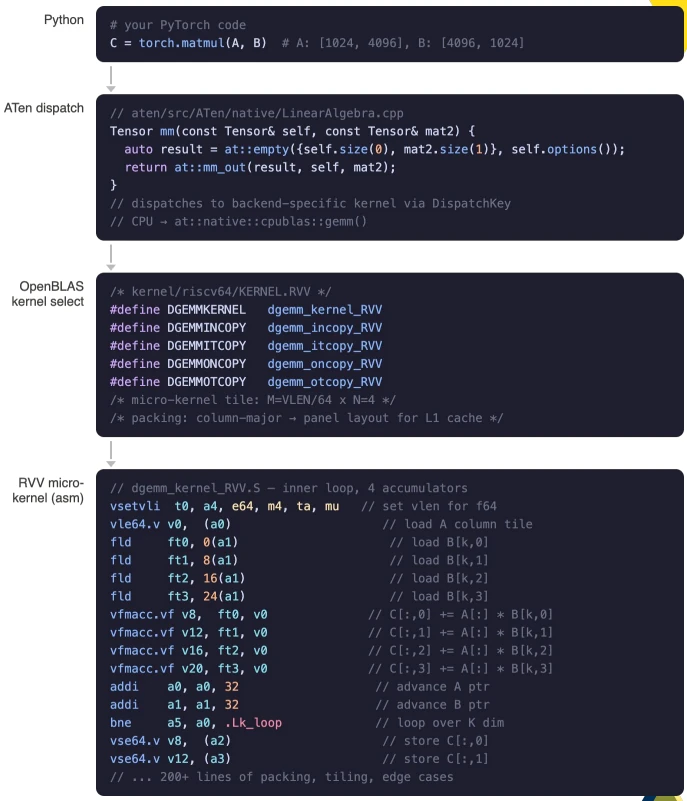 Python
# your PyTorch code
C = torch.matmul(A, B)  # A: [1024, 4096], B: [4096, 1024]
ATen dispatch
// aten/src/ATen/native/LinearAlgebra.cpp
Tensor mm(const Tensor& self, const Tensor& mat2) {
  auto result = at::empty({self.size(0), mat2.size(1)}, self.options());
  return at::mm_out(result, self, mat2);
}
// dispatches to backend-specific kernel via DispatchKey
// CPU → at::native::cpublas::gemm()
OpenBLAS
kernel select
/* kernel/riscv64/KERNEL.RVV */
#define DGEMMKERNEL   dgemm_kernel_RVV
#define DGEMMINCOPY   dgemm_incopy_RVV
#define DGEMMITCOPY   dgemm_itcopy_RVV
#define DGEMMONCOPY   dgemm_oncopy_RVV
#define DGEMMOTCOPY   dgemm_otcopy_RVV
/* micro-kernel tile: M=VLEN/64 x N=4 */
/* packing: column-major → panel layout for L1 cache */
RVV micro-
kernel (asm)
// dgemm_kernel_RVV.S — inner loop, 4 accumulators
vsetvli  t0, a4, e64, m4, ta, mu   // set vlen for f64
vle64.v v0,  (a0)                     // load A column tile
fld     ft0, 0(a1)                     // load B[k,0]
fld     ft1, 8(a1)                     // load B[k,1]
fld     ft2, 16(a1)                    // load B[k,2]
fld     ft3, 24(a1)                    // load B[k,3]
vfmacc.vf v8,  ft0, v0              // C[:,0] += A[:] * B[k,0]
vfmacc.vf v12, ft1, v0              // C[:,1] += A[:] * B[k,1]
vfmacc.vf v16, ft2, v0              // C[:,2] += A[:] * B[k,2]
vfmacc.vf v20, ft3, v0              // C[:,3] += A[:] * B[k,3]
addi    a0, a0, 32                   // advance A ptr
addi    a1, a1, 32                   // advance B ptr
bne     a5, a0, .Lk_loop             // loop over K dim
vse64.v v8,  (a2)                     // store C[:,0]
vse64.v v12, (a3)                     // store C[:,1]
// ... 200+ lines of packing, tiling, edge cases